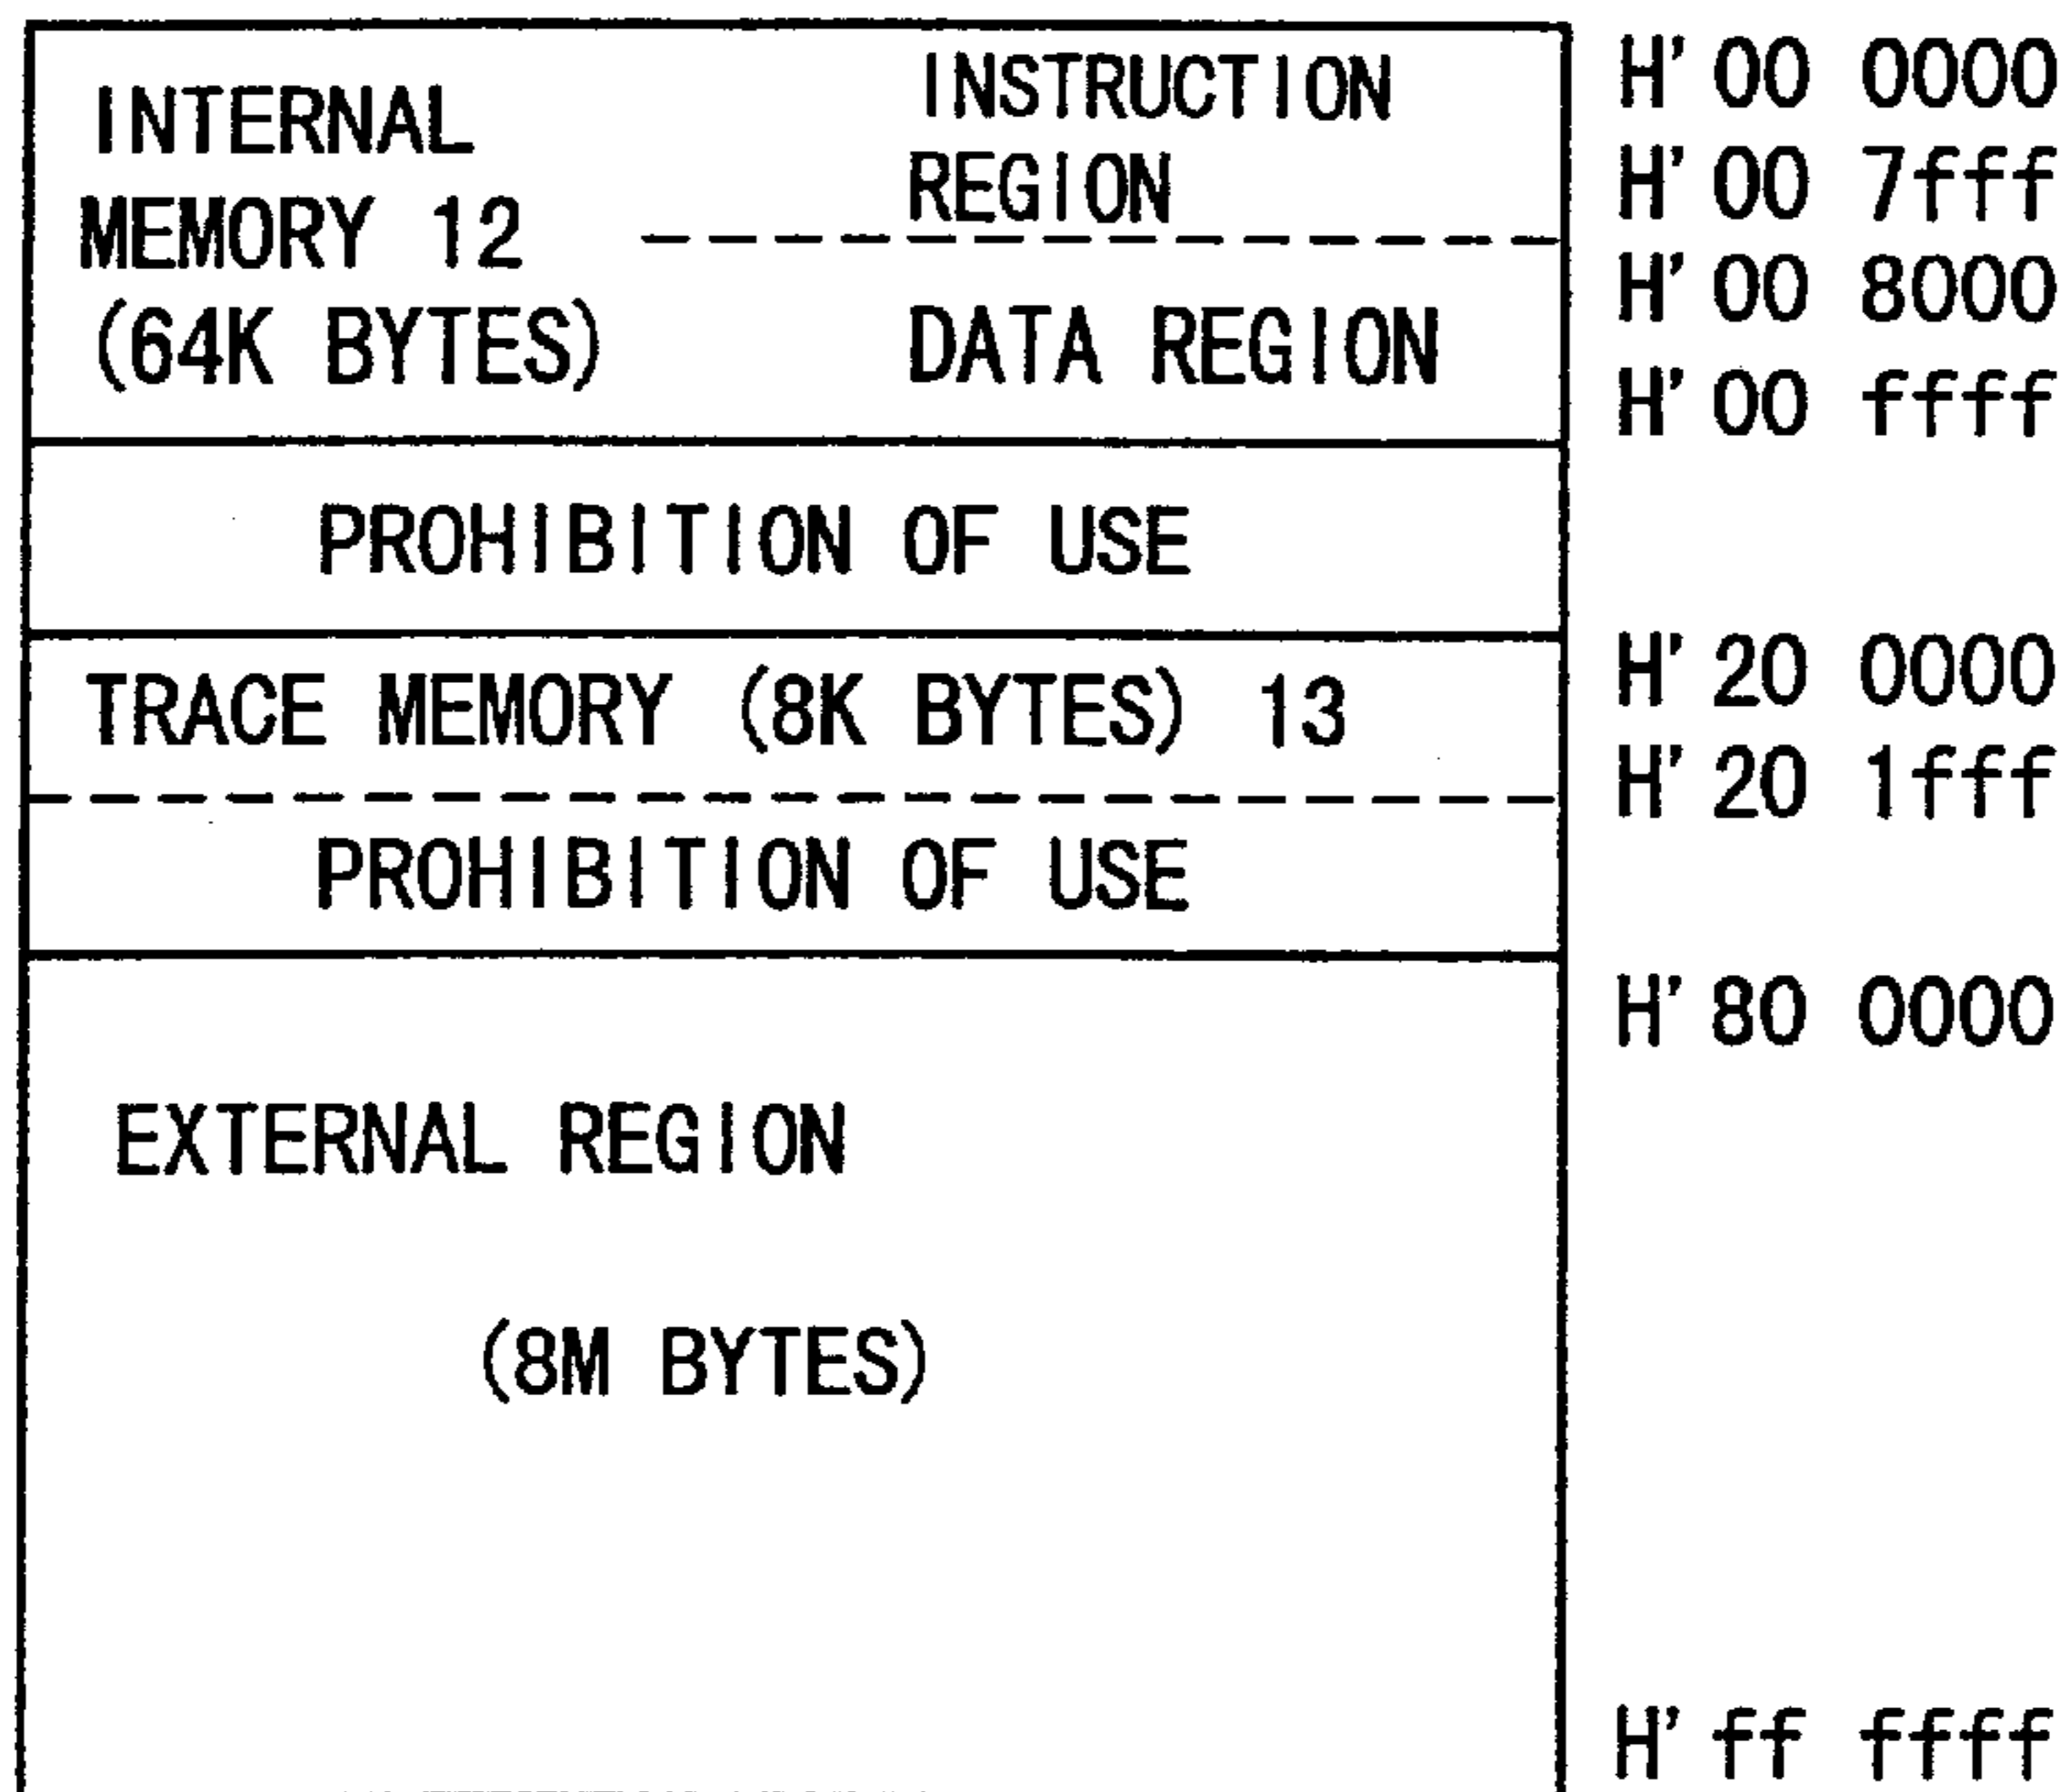 INTERNAL
MEMORY 12
(64K BYTES)
INSTRUCTION
REGION
DATA REGION
H' 00 0000
H' 00 7fff
H' 00 8000
H' 00 ffff
PROHIBITION OF USE
TRACE MEMORY (8K BYTES) 13
H' 20 0000
H' 20 1fff
PROHIBITION OF USE
EXTERNAL REGION
(8M BYTES)
H' 80 0000
H' ff ffff